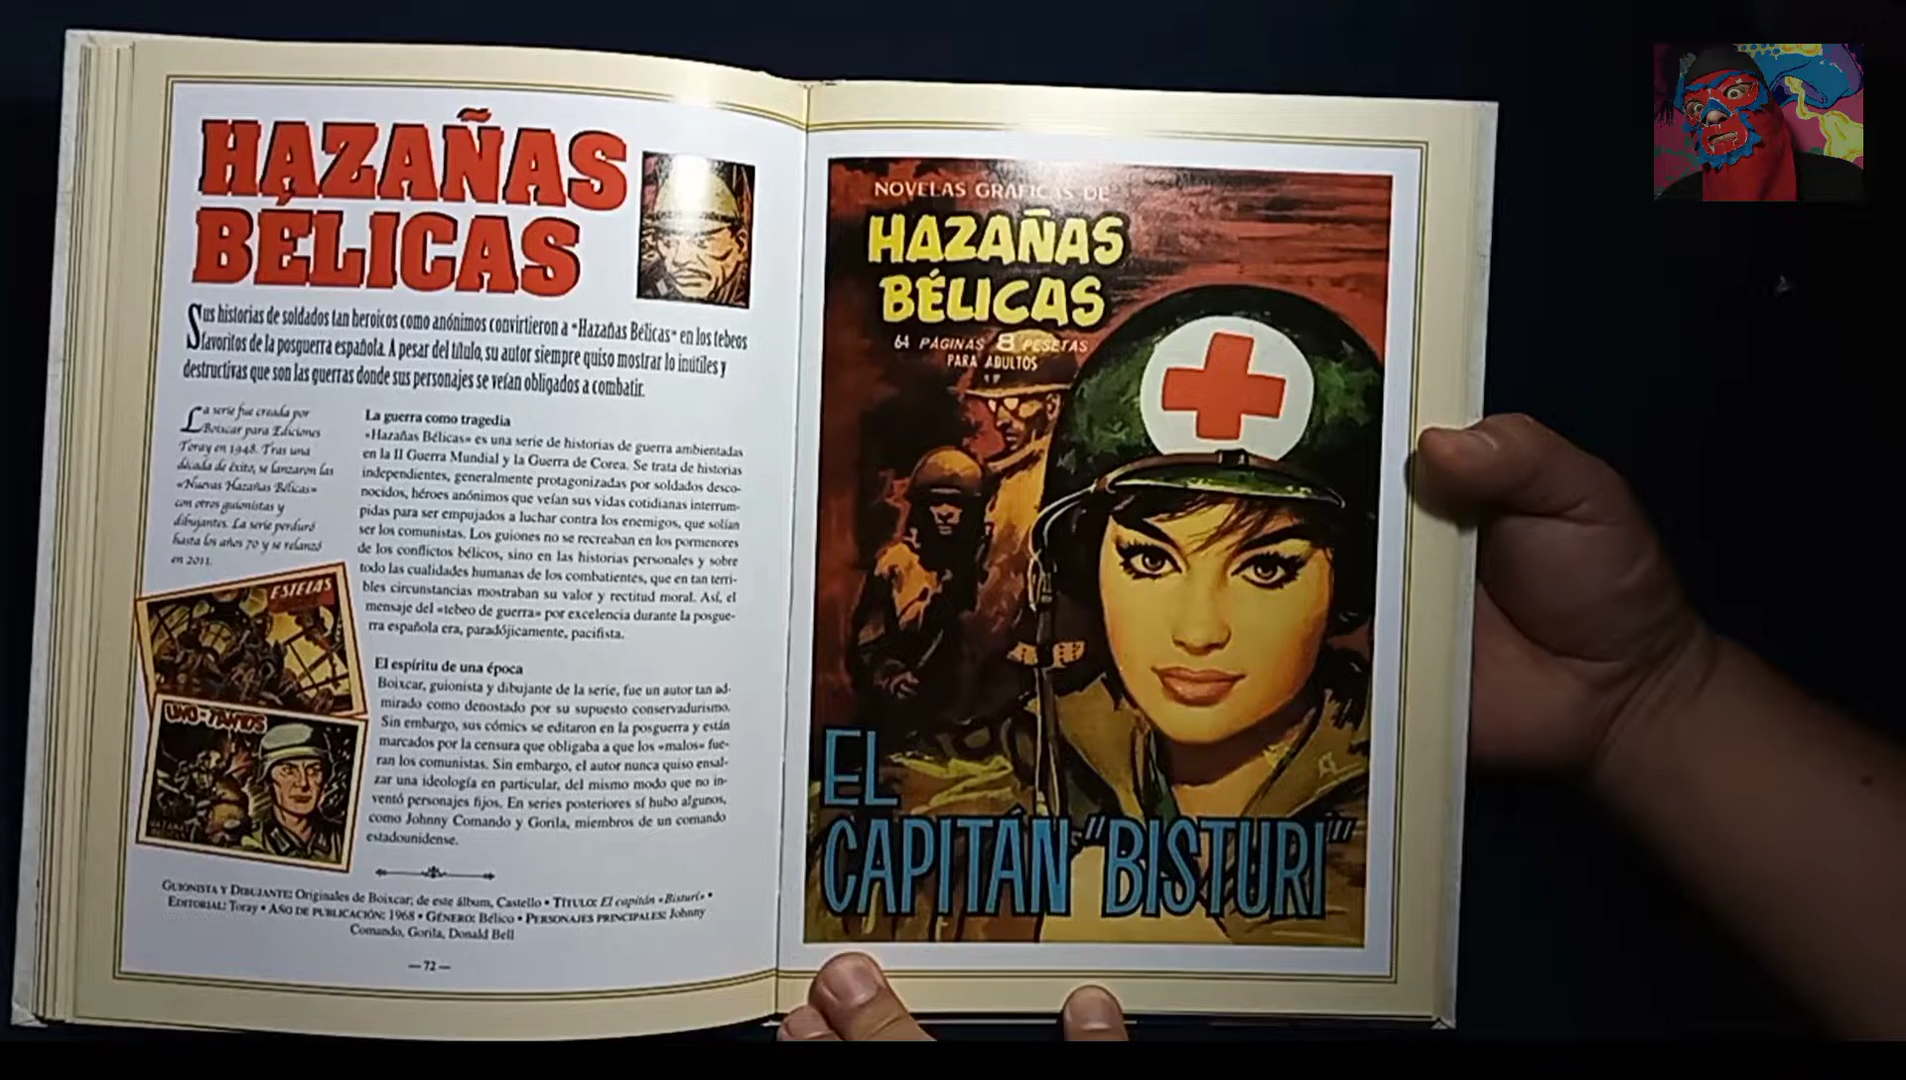 HAZAÑAS
BÉLICAS
Sus historias de soldados tan heroicos como anónimos convirtieron a «Hazañas Bélicas» en los tebeos
favoritos de la posguerra española. A pesar del título, su autor siempre quiso mostrar lo inútiles y
destructivas que son las guerras donde sus personajes se veían obligados a combatir.
La serie fue creada por
Boixcar para Ediciones
Toray en 1948. Tras una
década de éxito, se lanzaron las
«Nuevas Hazañas Bélicas»
con otros guionistas y
dibujantes. La serie perduró
hasta los años 70 y se relanzó
en 2011.
ESTELAS
UNO-TANTOS
La guerra como tragedia
«Hazañas Bélicas» es una serie de historias de guerra ambientadas
en la II Guerra Mundial y la Guerra de Corea. Se trata de historias
independientes, generalmente protagonizadas por soldados desco-
nocidos, héroes anónimos que veían sus vidas cotidianas interrum-
pidas para ser empujados a luchar contra los enemigos, que solían
ser los comunistas. Los guiones no se recreaban en los pormenores
de los conflictos bélicos, sino en las historias personales y sobre
todo las cualidades humanas de los combatientes, que en tan terri-
bles circunstancias mostraban su valor y rectitud moral. Así, el
mensaje del «tebeo de guerra» por excelencia durante la posgue-
rra española era, paradójicamente, pacifista.
El espíritu de una época
Boixcar, guionista y dibujante de la serie, fue un autor tan ad-
mirado como denostado por su supuesto conservadurismo.
Sin embargo, sus cómics se editaron en la posguerra y están
marcados por la censura que obligaba a que los «malos» fue-
ran los comunistas. Sin embargo, el autor nunca quiso ensal-
zar una ideología en particular, del mismo modo que no in-
ventó personajes fijos. En series posteriores sí hubo algunos,
como Johnny Comando y Gorila, miembros de un comando
estadounidense.
GUIONISTA Y DIBUJANTE: Originales de Boixcar; de este álbum, Castello • TÍTULO: El capitán «Bisturí» •
EDITORIAL: Toray • AÑO DE PUBLICACIÓN: 1968 • GÉNERO: Bélico • PERSONAJES PRINCIPALES: Johnny
Comando, Gorila, Donald Bell
— 72 —
NOVELAS GRAFICAS DE
HAZAÑAS
BÉLICAS
64 PÁGINAS 8 PESETAS
PARA ADULTOS
EL
CAPITÁN "BISTURI"